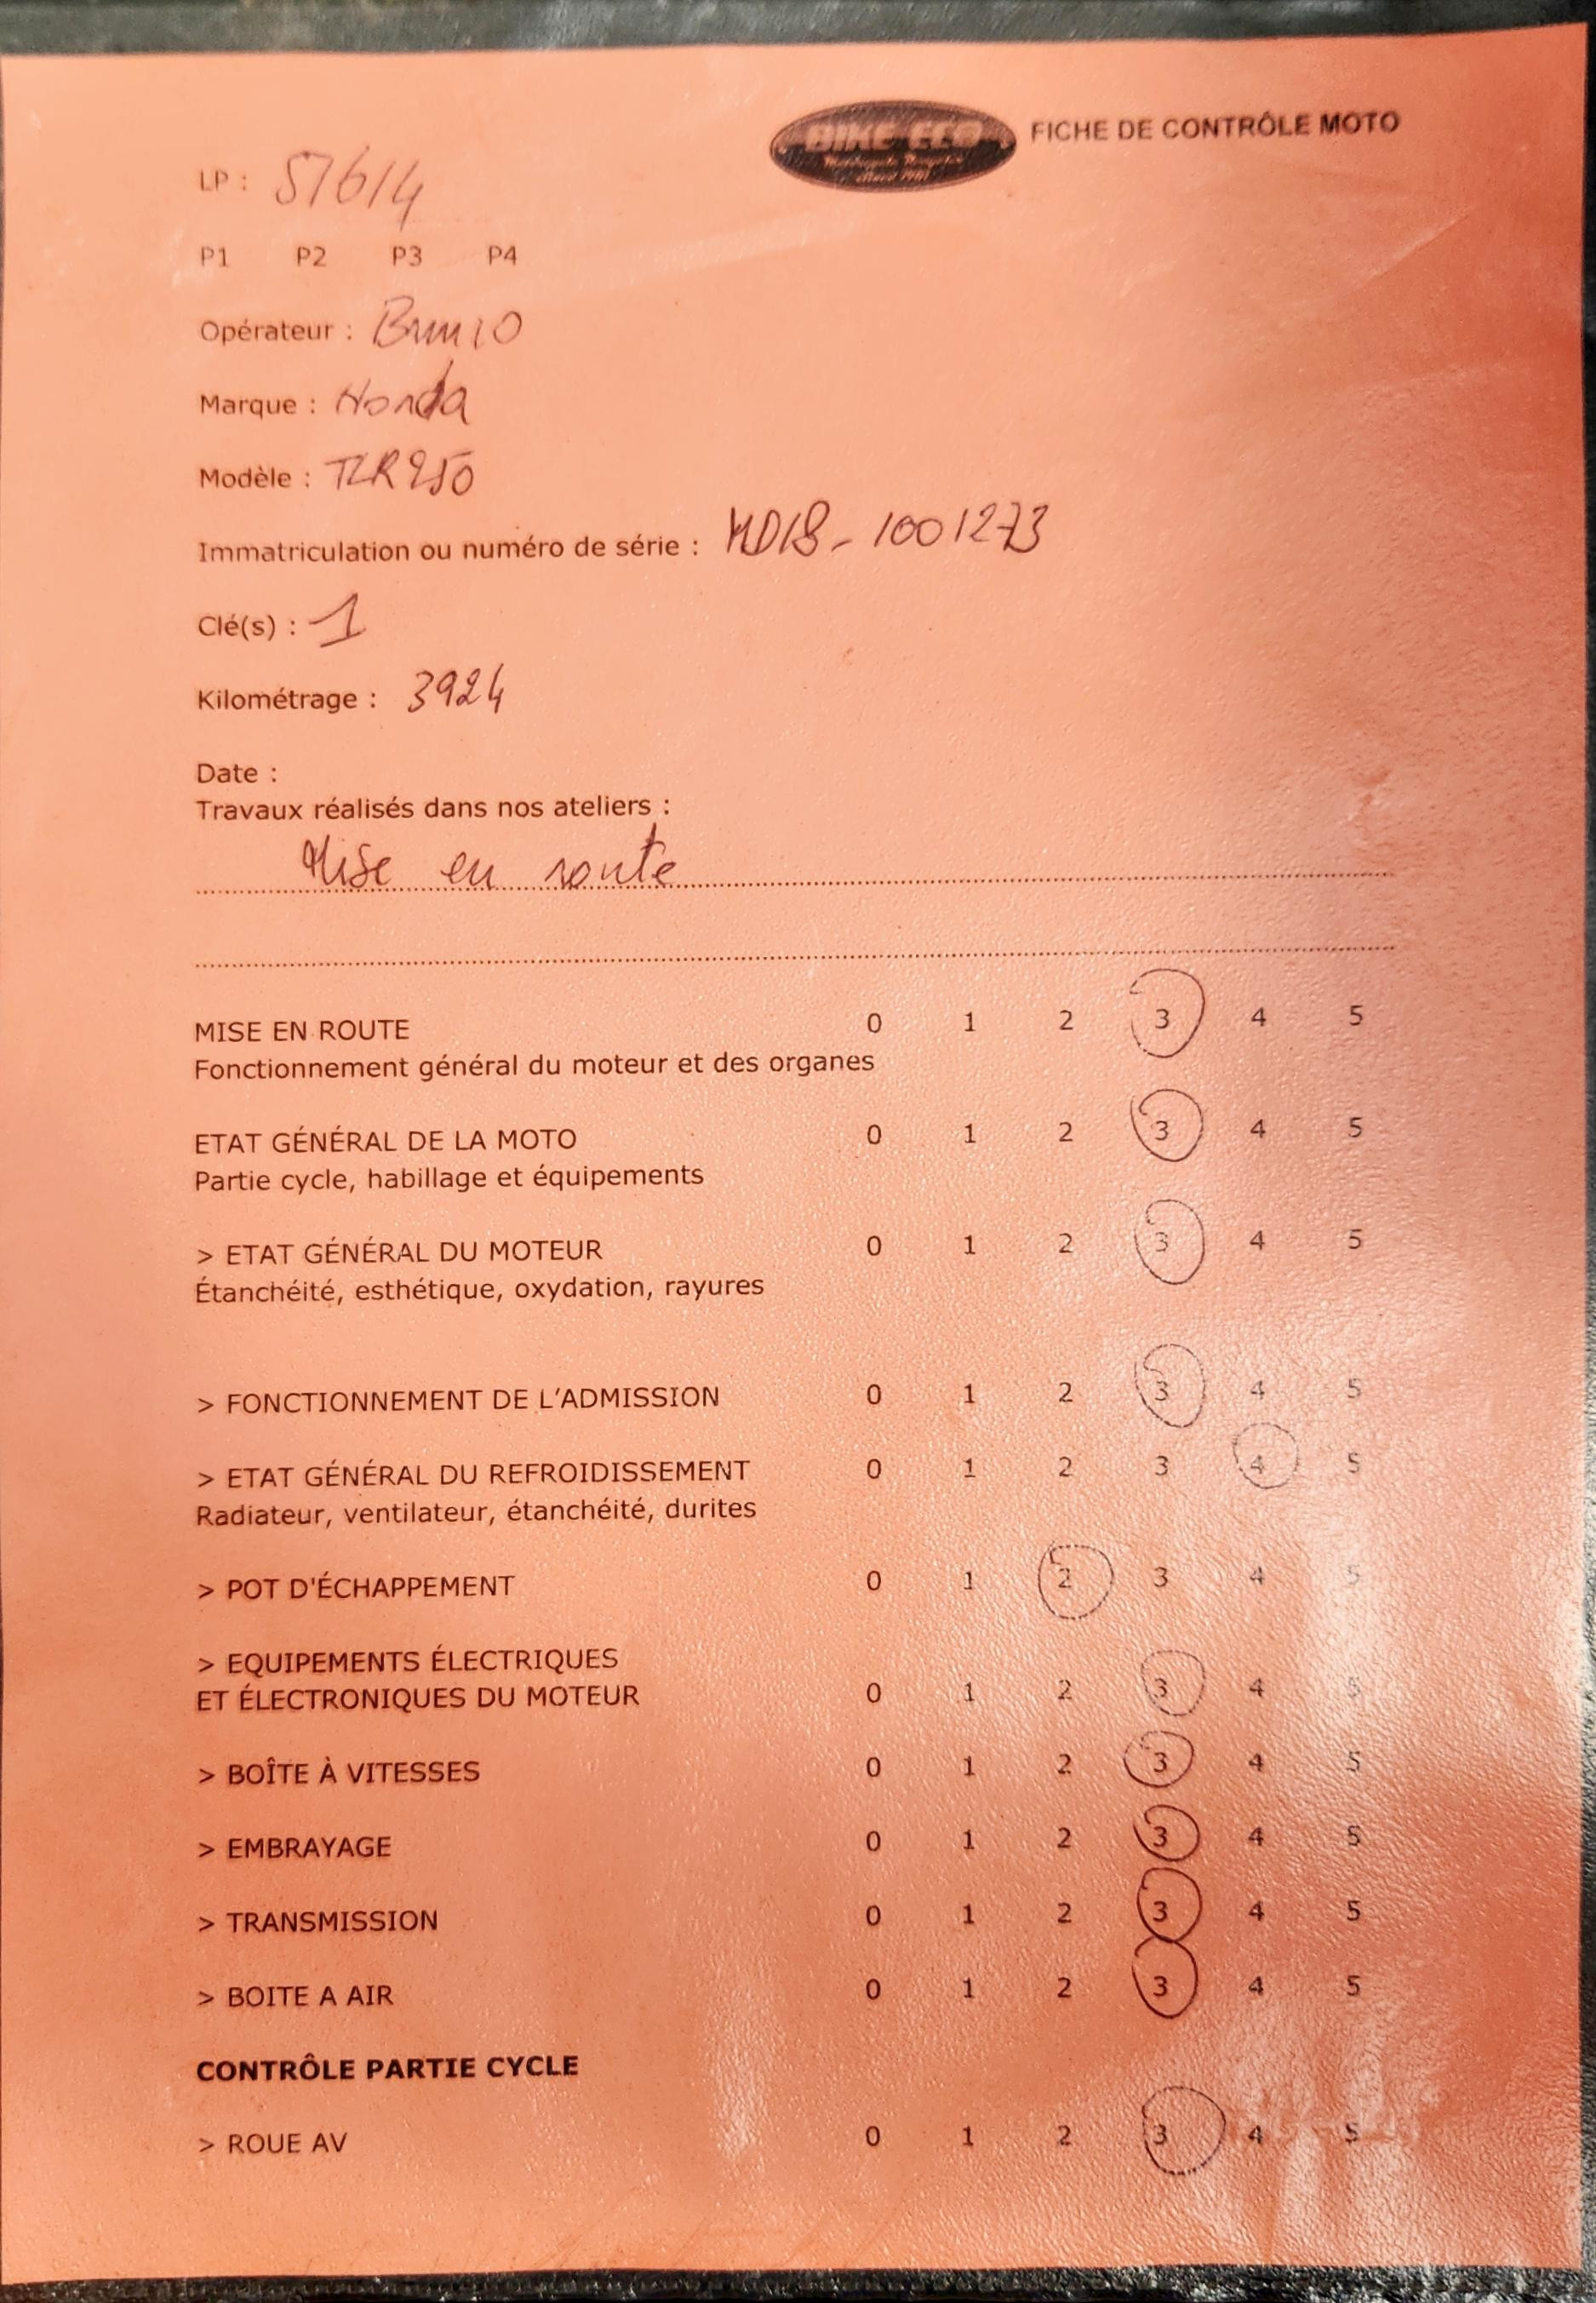 BIKE ECO
FICHE DE CONTRÔLE MOTO
LP : 57614
P1 P2 P3 P4
Opérateur : Bruno
Marque : Honda
Modèle : TLR 250
Immatriculation ou numéro de série : MD18-1001273
Clé(s) : 1
Kilométrage : 3924
Date :
Travaux réalisés dans nos ateliers :
Mise en route
MISE EN ROUTE 0 1 2 3 4 5
Fonctionnement général du moteur et des organes
ETAT GÉNÉRAL DE LA MOTO 0 1 2 3 4 5
Partie cycle, habillage et équipements
> ETAT GÉNÉRAL DU MOTEUR 0 1 2 3 4 5
Étanchéité, esthétique, oxydation, rayures
> FONCTIONNEMENT DE L'ADMISSION 0 1 2 3 4 5
> ETAT GÉNÉRAL DU REFROIDISSEMENT 0 1 2 3 4 5
Radiateur, ventilateur, étanchéité, durites
> POT D'ÉCHAPPEMENT 0 1 2 3 4 5
> EQUIPEMENTS ÉLECTRIQUES
ET ÉLECTRONIQUES DU MOTEUR 0 1 2 3 4 5
> BOÎTE À VITESSES 0 1 2 3 4 5
> EMBRAYAGE 0 1 2 3 4 5
> TRANSMISSION 0 1 2 3 4 5
> BOITE A AIR 0 1 2 3 4 5
CONTRÔLE PARTIE CYCLE
> ROUE AV 0 1 2 3 4 5